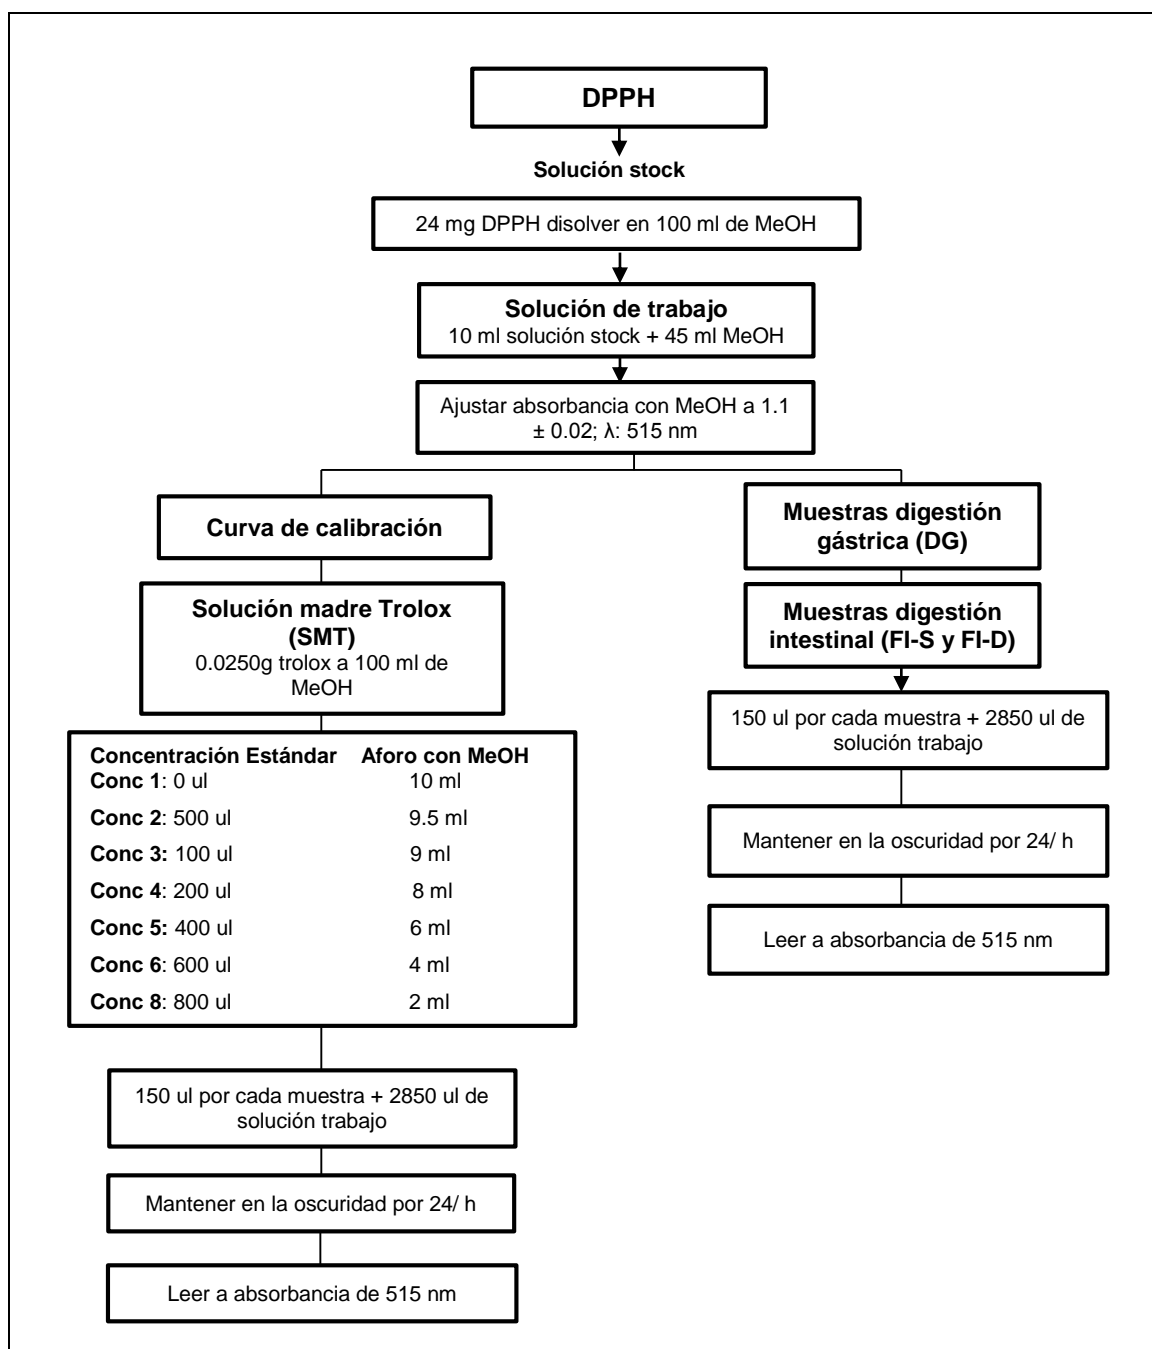 DPPH
Solución stock
24 mg DPPH disolver en 100 ml de MeOH
Solución de trabajo
10 ml solución stock + 45 ml MeOH
Ajustar absorbancia con MeOH a 1.1
± 0.02; λ: 515 nm
Curva de calibración
Solución madre Trolox
(SMT)
0.0250g trolox a 100 ml de
MeOH
Concentración Estándar Aforo con MeOH
Conc 1: 0 ul 10 ml
Conc 2: 500 ul 9.5 ml
Conc 3: 100 ul 9 ml
Conc 4: 200 ul 8 ml
Conc 5: 400 ul 6 ml
Conc 6: 600 ul 4 ml
Conc 8: 800 ul 2 ml
150 ul por cada muestra + 2850 ul de
solución trabajo
Mantener en la oscuridad por 24/ h
Leer a absorbancia de 515 nm
Muestras digestión
gástrica (DG)
Muestras digestión
intestinal (FI-S y FI-D)
150 ul por cada muestra + 2850 ul de
solución trabajo
Mantener en la oscuridad por 24/ h
Leer a absorbancia de 515 nm